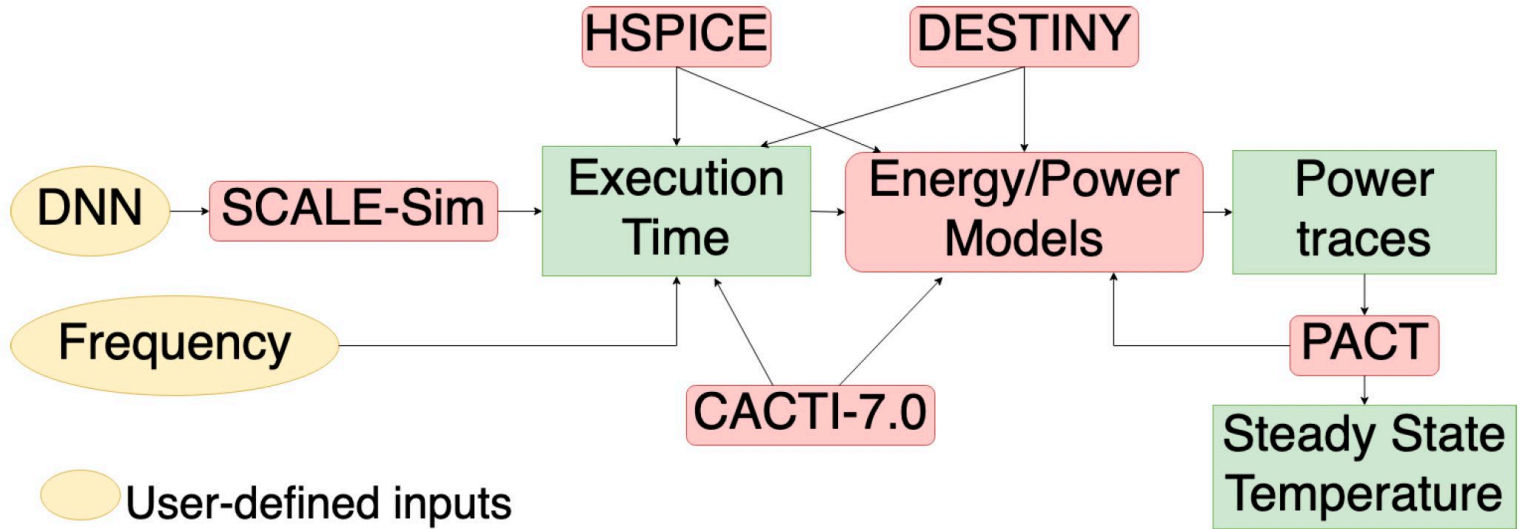 HSPICE
DESTINY
DNN
SCALE-Sim
Execution
Time
Energy/Power
Models
Power
traces
Frequency
PACT
CACTI-7.0
Steady State
Temperature
User-defined inputs